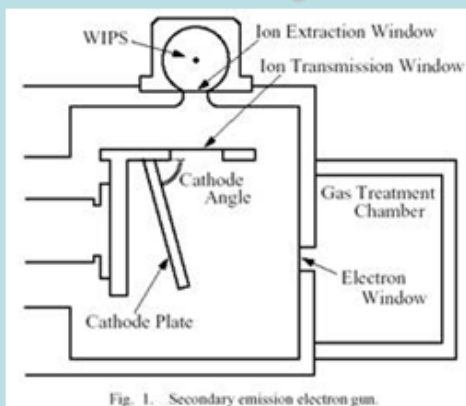 WIPS
Ion Extraction Window
Ion Transmission Window
Cathode
Angle
Gas Treatment
Chamber
Electron
Window
Cathode Plate
Fig. 1. Secondary emission electron gun.